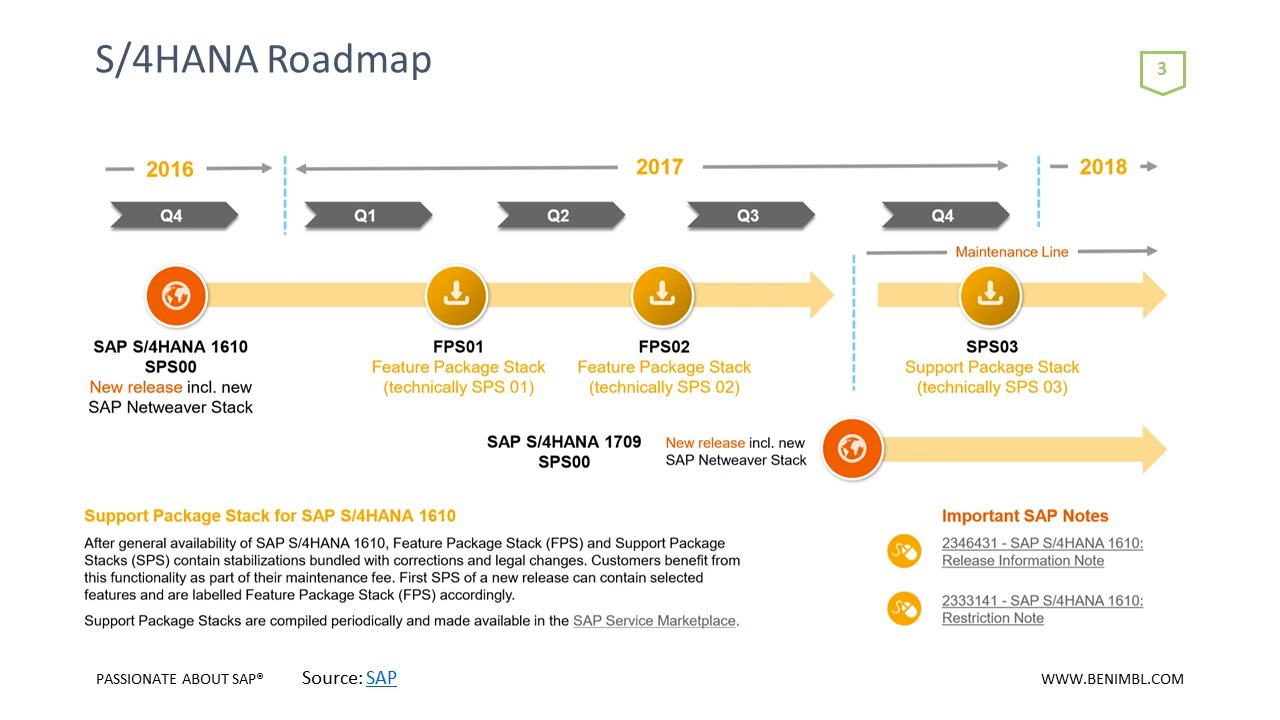 S/4HANA Roadmap
3
2016
2017
2018
Q4
Q1
Q2
Q3
Q4
Maintenance Line
SAP S/4HANA 1610
SPS00
New release incl. new
SAP Netweaver Stack
FPS01
Feature Package Stack
(technically SPS 01)
FPS02
Feature Package Stack
(technically SPS 02)
SPS03
Support Package Stack
(technically SPS 03)
SAP S/4HANA 1709
SPS00
New release incl. new
SAP Netweaver Stack
Support Package Stack for SAP S/4HANA 1610
After general availability of SAP S/4HANA 1610, Feature Package Stack (FPS) and Support Package
Stacks (SPS) contain stabilizations bundled with corrections and legal changes. Customers benefit from
this functionality as part of their maintenance fee. First SPS of a new release can contain selected
features and are labelled Feature Package Stack (FPS) accordingly.
Support Package Stacks are compiled periodically and made available in the SAP Service Marketplace.
Important SAP Notes
2346431 - SAP S/4HANA 1610:
Release Information Note
2333141 - SAP S/4HANA 1610:
Restriction Note
PASSIONATE ABOUT SAP®
Source: SAP
WWW.BENIMBL.COM